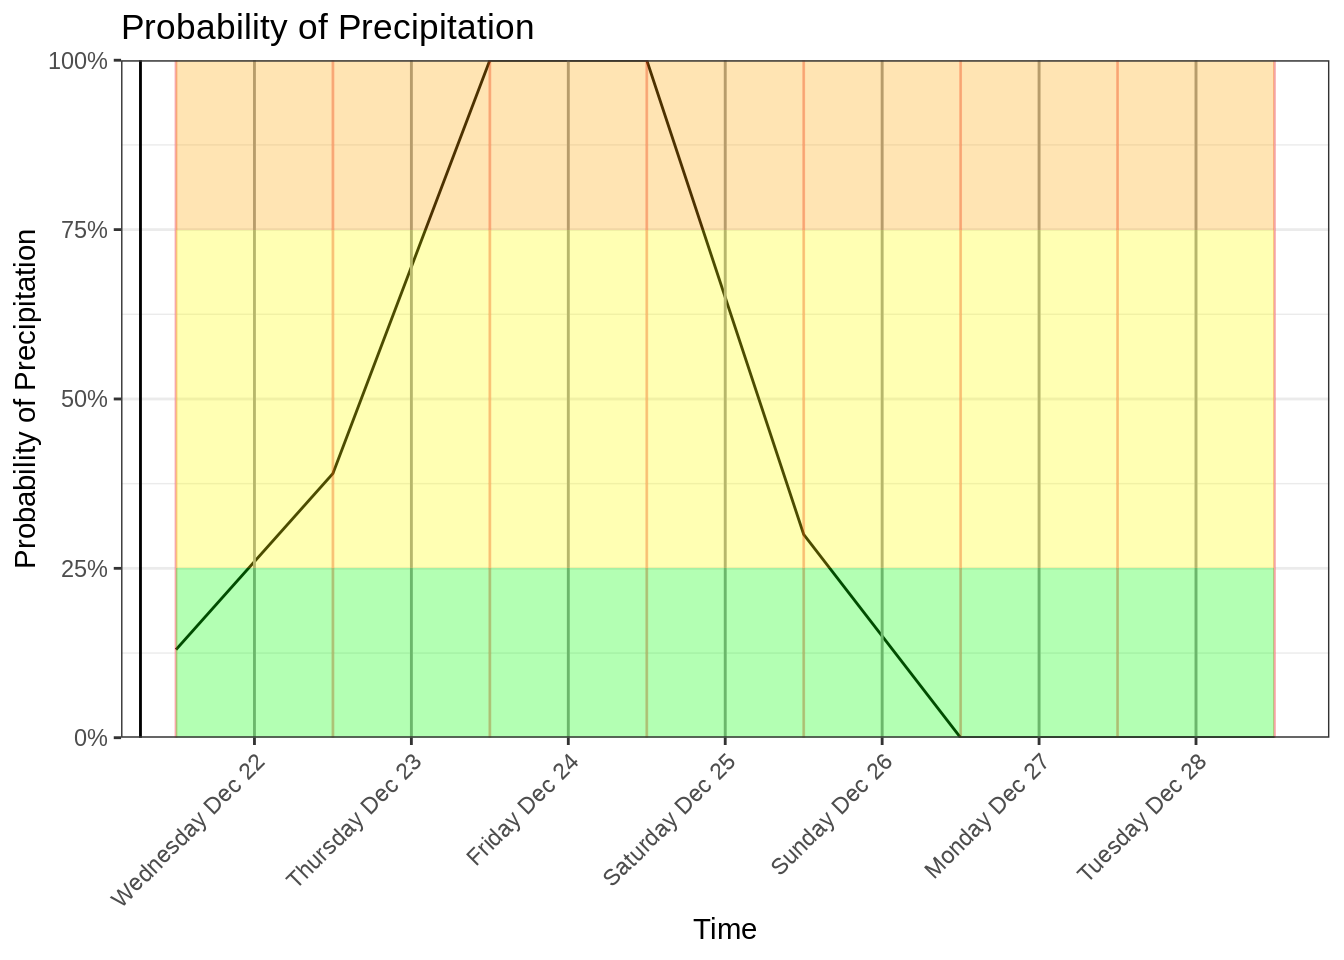 Probability of Precipitation
Probability of Precipitation
100%
75%
50%
25%
0%
Wednesday Dec 22
Thursday Dec 23
Friday Dec 24
Saturday Dec 25
Sunday Dec 26
Monday Dec 27
Tuesday Dec 28
Time